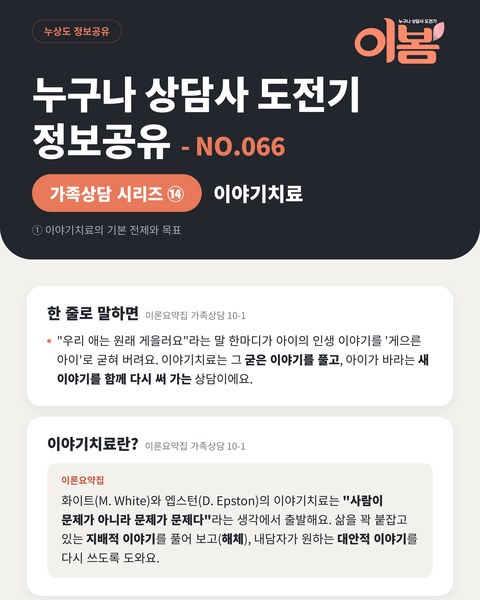 누상도 정보공유
누구나 상담사 도전기
이봄
누구나 상담사 도전기
정보공유 - NO.066
가족상담 시리즈 ⑭ 이야기치료
① 이야기치료의 기본 전제와 목표
한 줄로 말하면 이론요약집 가족상담 10-1
• "우리 애는 원래 게을러요"라는 말 한마디가 아이의 인생 이야기를 '게으른
아이'로 굳혀 버려요. 이야기치료는 그 굳은 이야기를 풀고, 아이가 바라는 새
이야기를 함께 다시 써 가는 상담이에요.
이야기치료란? 이론요약집 가족상담 10-1
이론요약집
화이트(M. White)와 엡스턴(D. Epston)의 이야기치료는 "사람이
문제가 아니라 문제가 문제다"라는 생각에서 출발해요. 삶을 꽉 붙잡고
있는 지배적 이야기를 풀어 보고(해체), 내담자가 원하는 대안적 이야기를
다시 쓰도록 도와요.